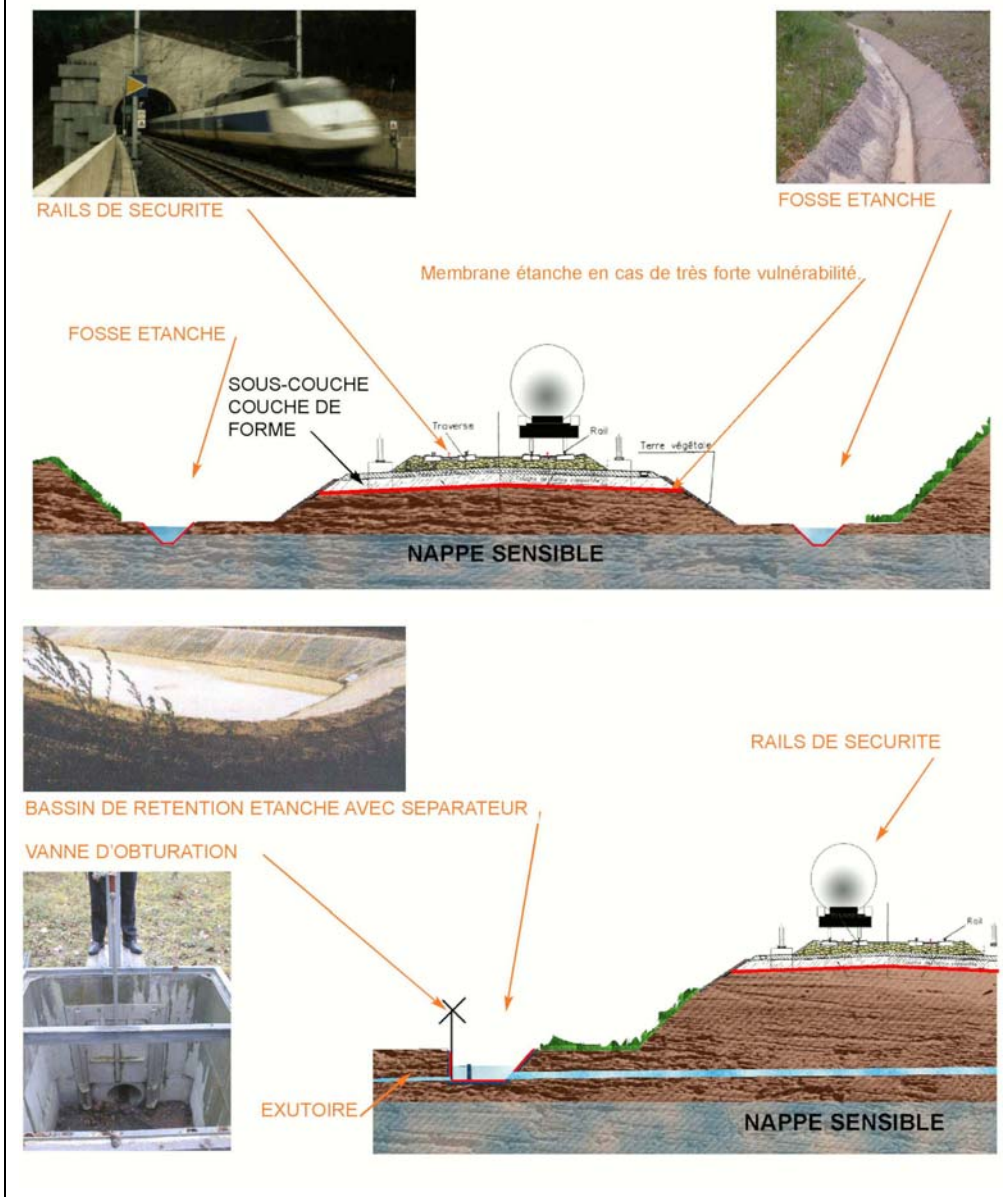 RAILS DE SECURITE
FOSSE ETANCHE
Membrane étanche en cas de très forte vulnérabilité.
FOSSE ETANCHE
SOUS-COUCHE
COUCHE DE
FORME
Traverse
Rail
Terre végétale
NAPPE SENSIBLE
RAILS DE SECURITE
BASSIN DE RETENTION ETANCHE AVEC SEPARATEUR
VANNE D'OBTURATION
Rail
EXUTOIRE
NAPPE SENSIBLE